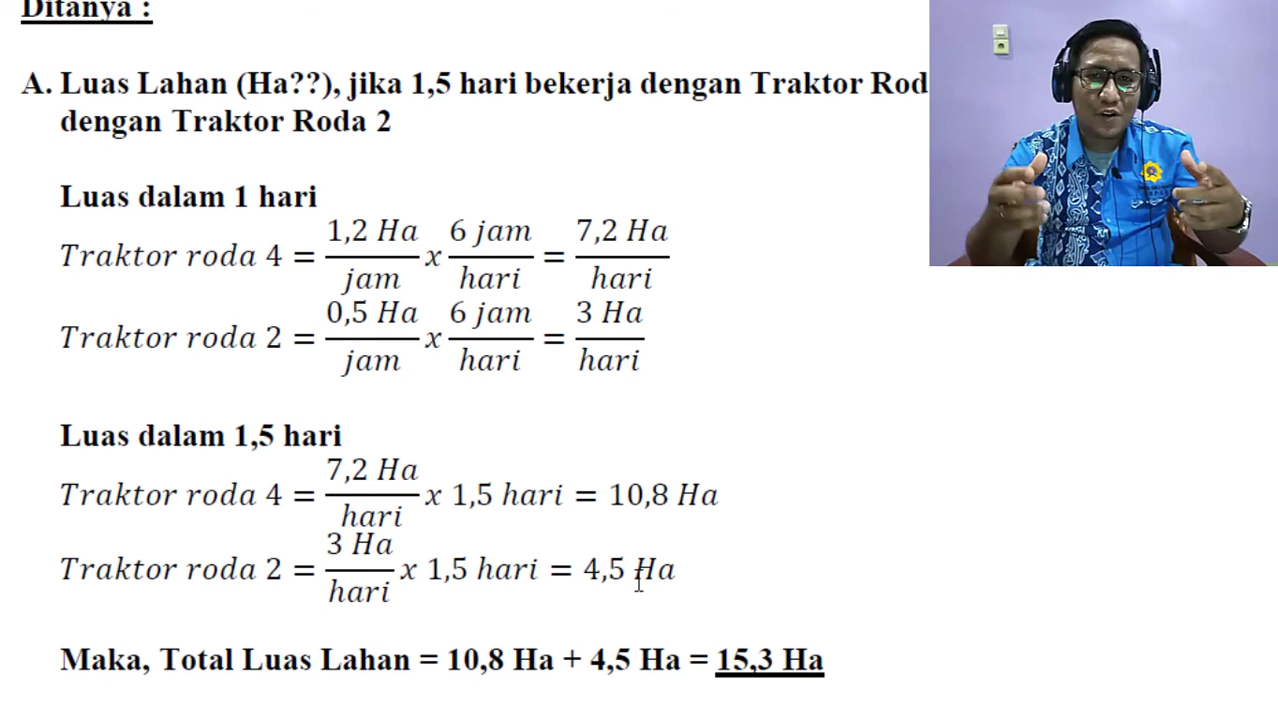 Ditanya :
A. Luas Lahan (Ha??), jika 1,5 hari bekerja dengan Traktor
dengan Traktor Roda 2
Luas dalam 1 hari
Traktor roda 4 = 1,2 Ha/jam x 6 jam/hari = 7,2 Ha/hari
Traktor roda 2 = 0,5 Ha/jam x 6 jam/hari = 3 Ha/hari
Luas dalam 1,5 hari
Traktor roda 4 = 7,2 Ha/hari x 1,5 hari = 10,8 Ha
Traktor roda 2 = 3 Ha/hari x 1,5 hari = 4,5 Ha
Maka, Total Luas Lahan = 10,8 Ha + 4,5 Ha = 15,3 Ha